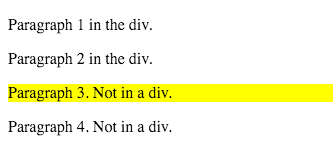 Paragraph 1 in the div.
Paragraph 2 in the div.
Paragraph 3. Not in a div.
Paragraph 4. Not in a div.